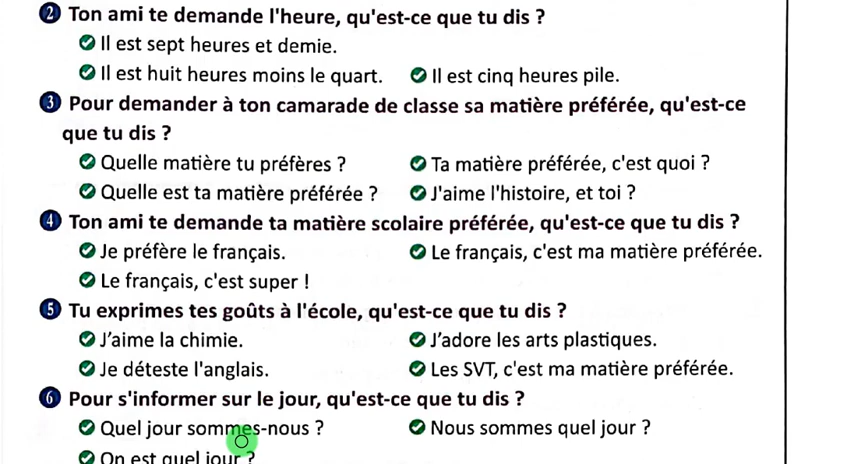 2 Ton ami te demande l'heure, qu'est-ce que tu dis ?
Il est sept heures et demie.
Il est huit heures moins le quart. Il est cinq heures pile.
3 Pour demander à ton camarade de classe sa matière préférée, qu'est-ce
que tu dis ?
Quelle matière tu préfères ? Ta matière préférée, c'est quoi ?
Quelle est ta matière préférée ? J'aime l'histoire, et toi ?
4 Ton ami te demande ta matière scolaire préférée, qu'est-ce que tu dis ?
Je préfère le français. Le français, c'est ma matière préférée.
Le français, c'est super !
5 Tu exprimes tes goûts à l'école, qu'est-ce que tu dis ?
J'aime la chimie. J'adore les arts plastiques.
Je déteste l'anglais. Les SVT, c'est ma matière préférée.
6 Pour s'informer sur le jour, qu'est-ce que tu dis ?
Quel jour sommes-nous ? Nous sommes quel jour ?
On est quel jour ?